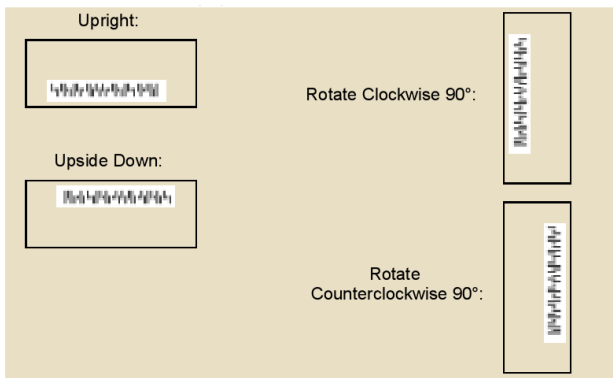 Upright:
Rotate Clockwise 90°:
Upside Down:
Rotate
Counterclockwise 90°: